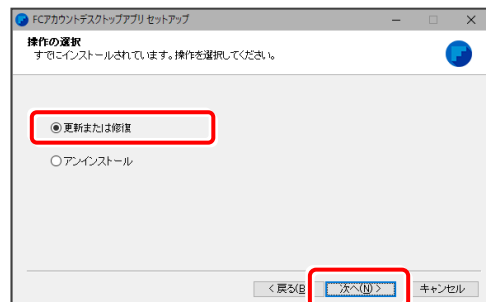 FCアカウントデスクトップアプリ セットアップ
操作の選択
すでにインストールされています。操作を選択してください。
更新または修復
アンインストール
< 戻る(B 次へ(N) > キャンセル